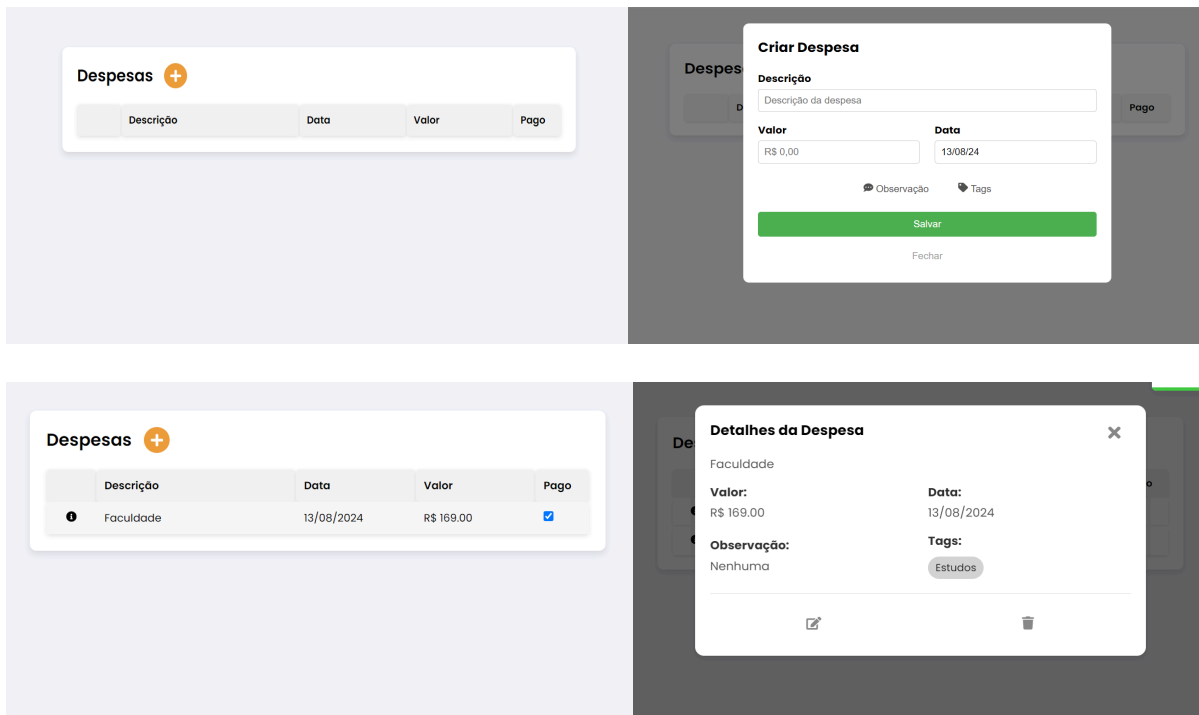 Despesas
Descrição Data Valor Pago
Despes
D
Pago
Criar Despesa
Descrição
Descrição da despesa
Valor Data
R$ 0,00 13/08/24
Observação Tags
Salvar
Fechar
Despesas
Descrição Data Valor Pago
Faculdade 13/08/2024 R$ 169.00
De
o
Detalhes da Despesa
Faculdade
Valor: Data:
R$ 169.00 13/08/2024
Observação: Tags:
Nenhuma Estudos